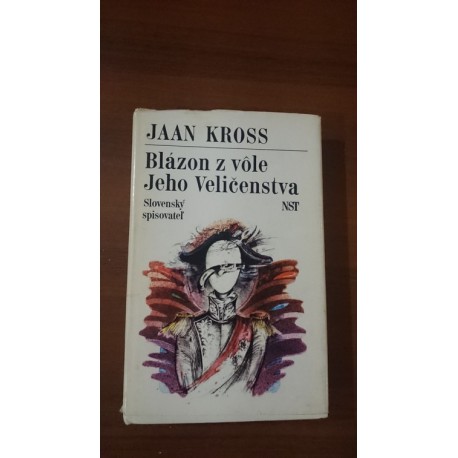 JAAN KROSS
Blázon z vôle
Jeho Veličenstva
Slovenský
spisovateľ
NST